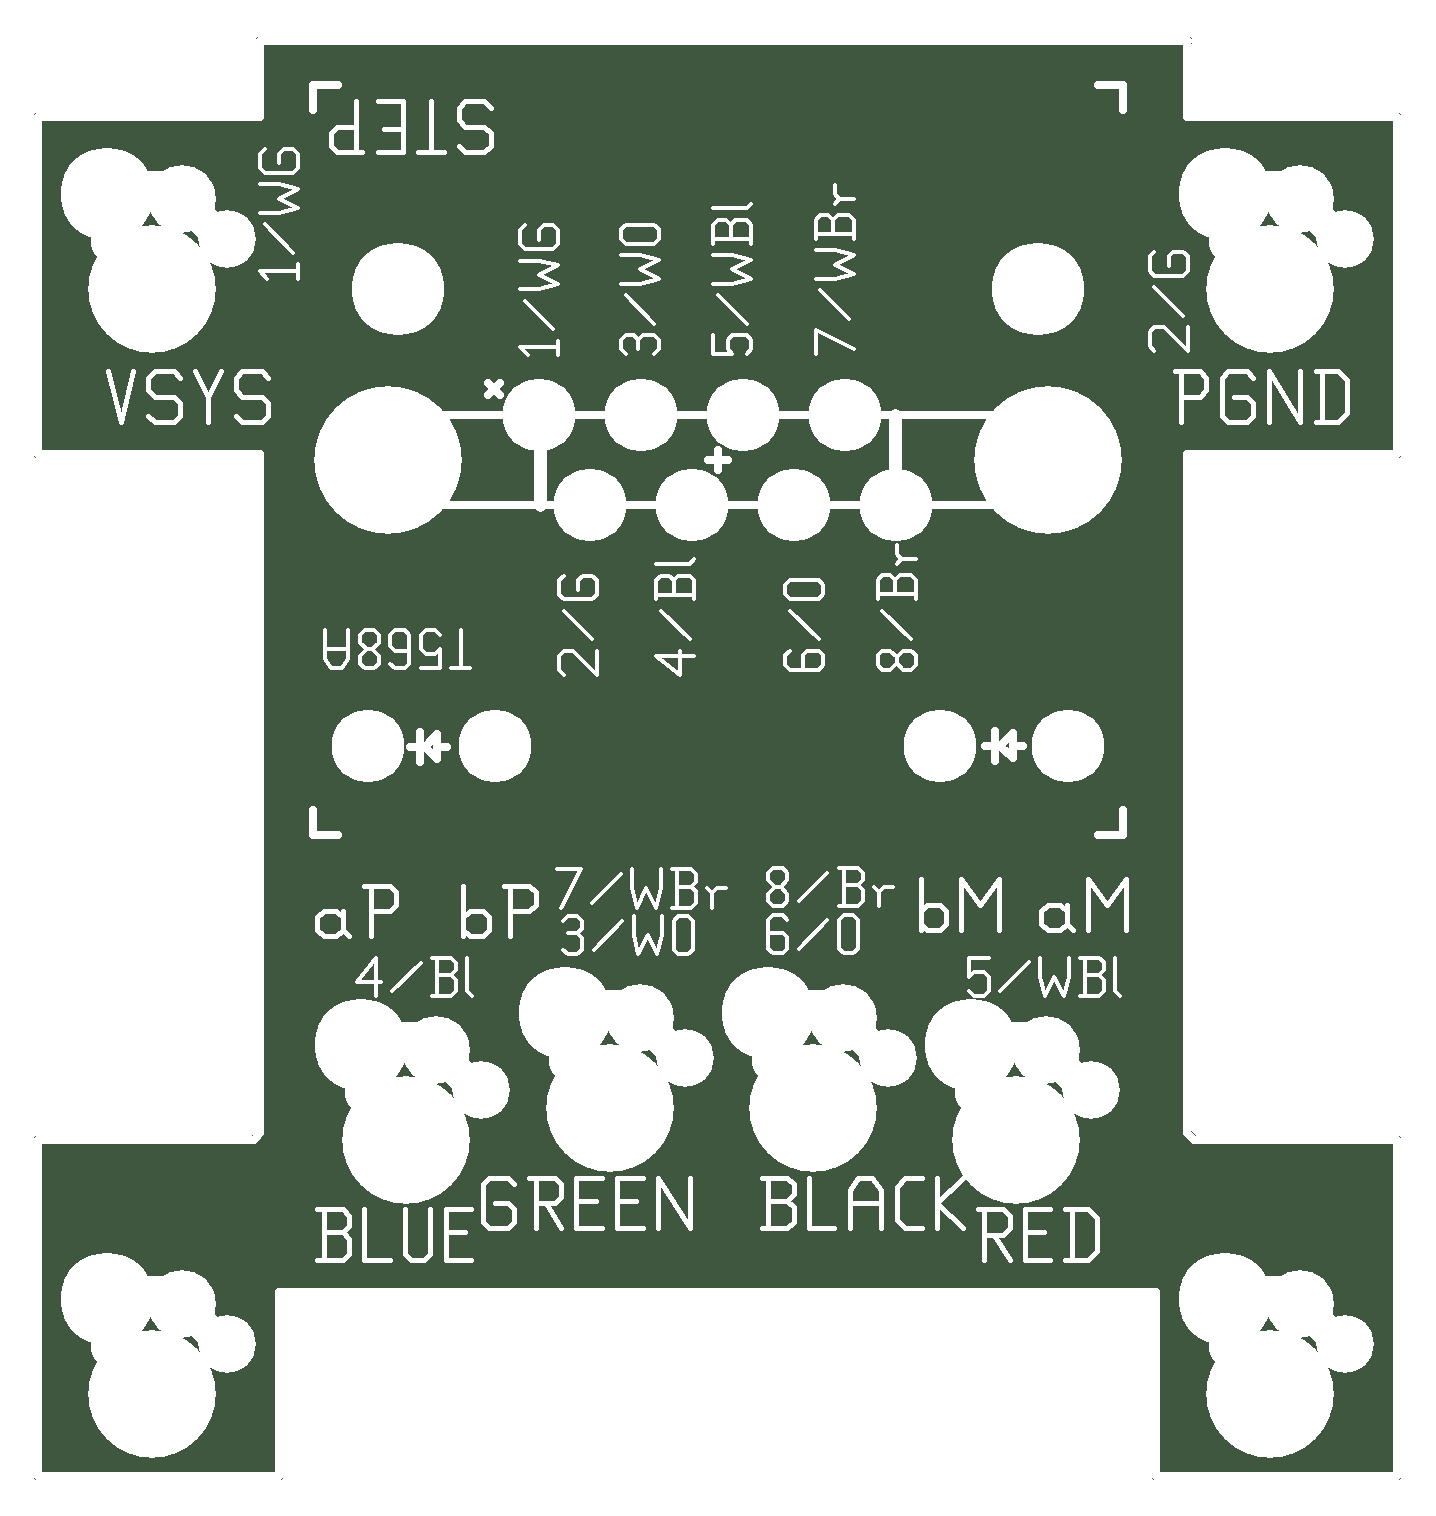 STEP
1/WG
1/WG
3/WO
5/WBl
7/WBr
2/G
VSYS
PGND
2/G
4/Bl
6/O
8/Br
T568A
aP bP
7/WBr
3/WO
8/Br
6/O
bM aM
4/Bl
5/WBl
BLUE
GREEN
BLACK
RED